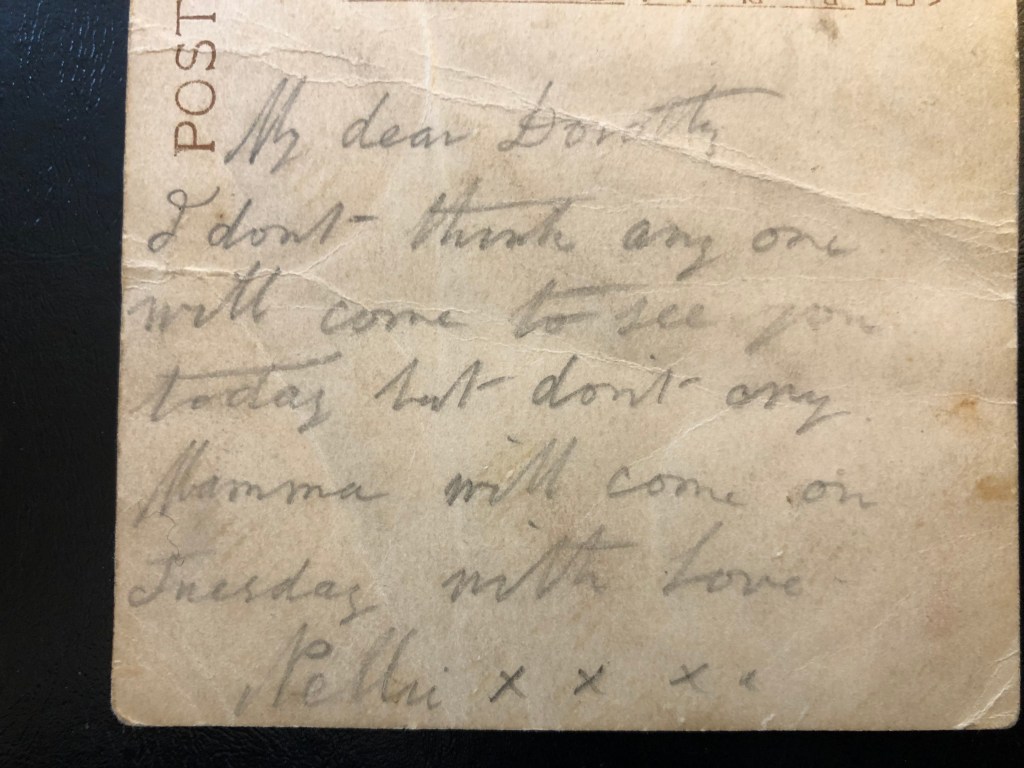 POST
My dear Dorothy
I dont think any one
will come to see you
today but dont cry
Mamma will come on
Tuesday with Love
Nellie x x x x